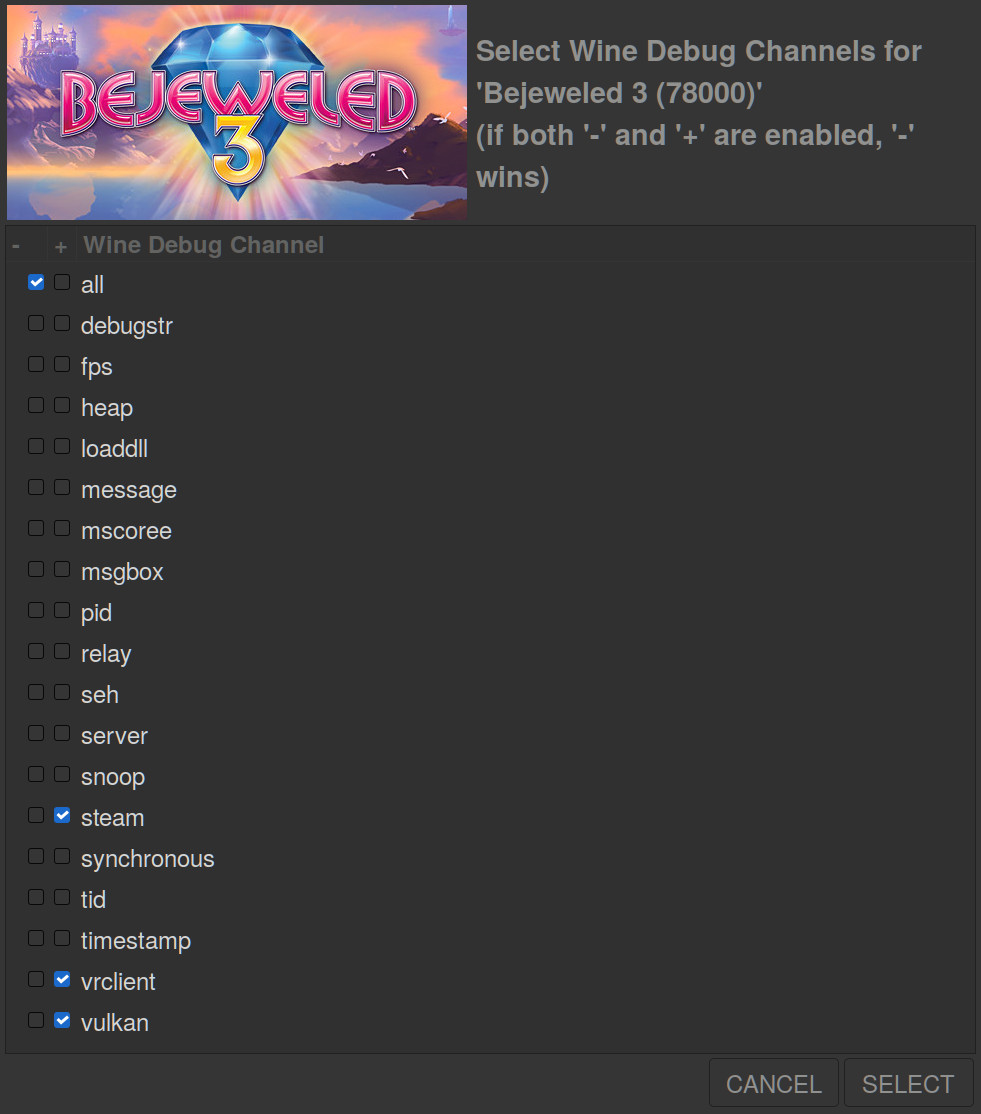 BEJEWELED
3
Select Wine Debug Channels for
'Bejeweled 3 (78000)'
(if both '-' and '+' are enabled, '-'
wins)
- + Wine Debug Channel
all
debugstr
fps
heap
loaddll
message
mscoree
msgbox
pid
relay
seh
server
snoop
steam
synchronous
tid
timestamp
vrclient
vulkan
CANCEL SELECT